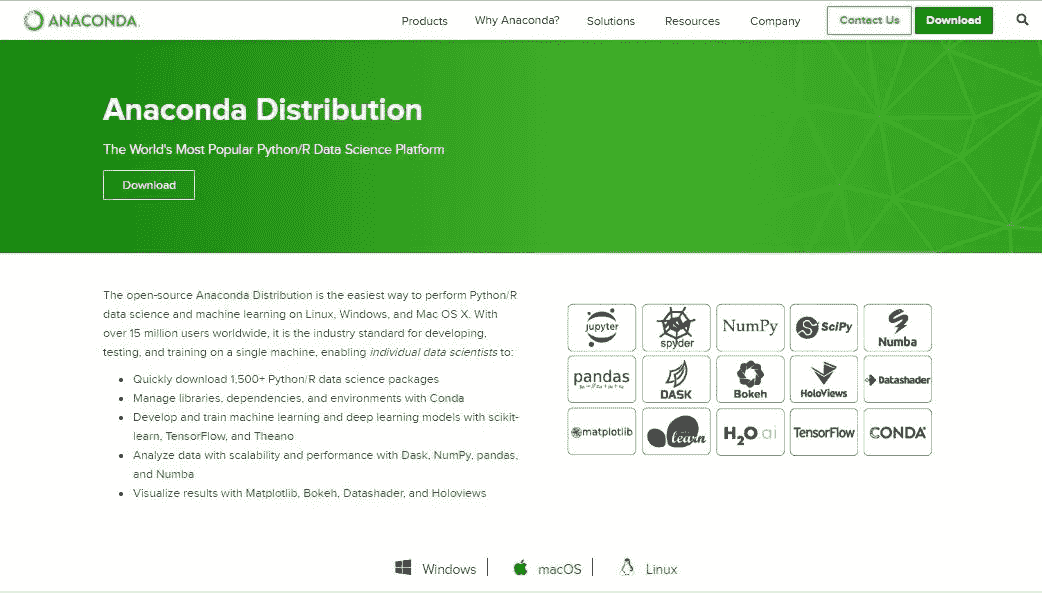 ANACONDA.
Products
Why Anaconda?
Solutions
Resources
Company
Contact Us
Download
Anaconda Distribution
The World's Most Popular Python/R Data Science Platform
Download
The open-source Anaconda Distribution is the easiest way to perform Python/R
data science and machine learning on Linux, Windows, and Mac OS X. With
over 15 million users worldwide, it is the industry standard for developing,
testing, and training on a single machine, enabling individual data scientists to:
Quickly download 1,500+ Python/R data science packages
Manage libraries, dependencies, and environments with Conda
Develop and train machine learning and deep learning models with scikit-
learn, TensorFlow, and Theano
Analyze data with scalability and performance with Dask, NumPy, pandas,
and Numba
Visualize results with Matplotlib, Bokeh, Datashader, and Holoviews
jupyter
spyder
NumPy
SciPy
Numba
pandas
DASK
Bokeh
HoloViews
Datashader
matplotlib
learn
H2O ai
TensorFlow
CONDA
Windows
macOS
Linux